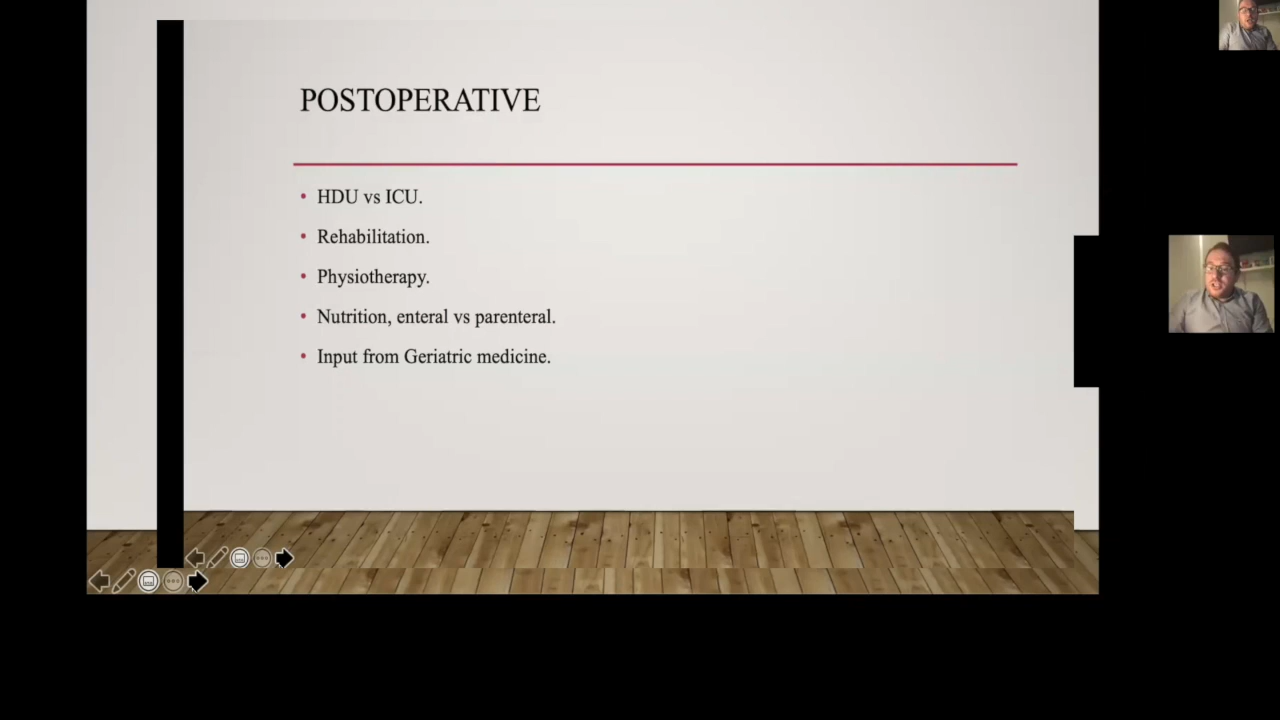 POSTOPERATIVE
• HDU vs ICU.
• Rehabilitation.
• Physiotherapy.
• Nutrition, enteral vs parenteral.
• Input from Geriatric medicine.